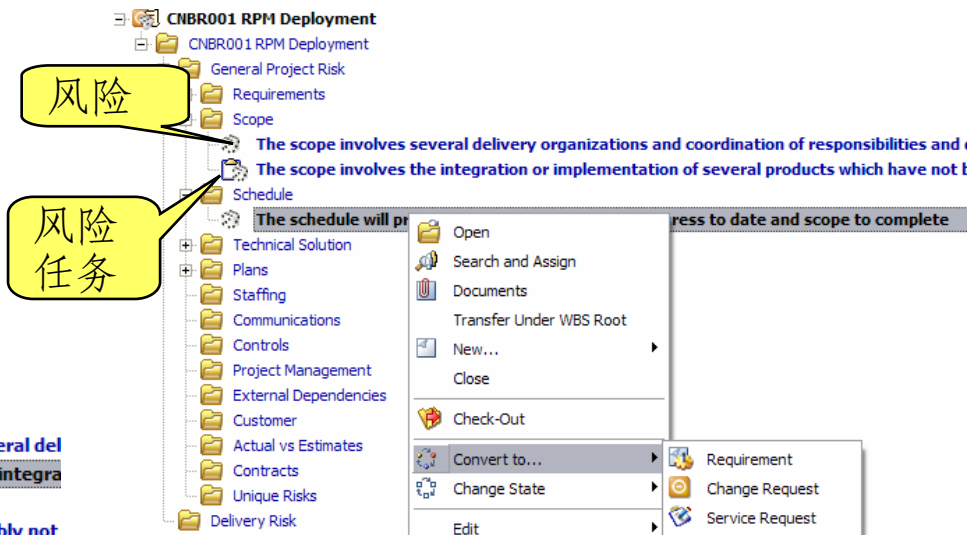 CNBR001 RPM Deployment
CNBR001 RPM Deployment
General Project Risk
风险
Requirements
Scope
The scope involves several delivery organizations and coordination of responsibilities and
The scope involves the integration or implementation of several products which have not
Schedule
风险
任务
The schedule will ress to date and scope to complete
Technical Solution
Plans
Staffing
Communications
Controls
Project Management
External Dependencies
Customer
Actual vs Estimates
Contracts
Unique Risks
Delivery Risk
Open
Search and Assign
Documents
Transfer Under WBS Root
New...
Close
Check-Out
Convert to...
Change State
Edit
Requirement
Change Request
Service Request
eral del
integra
bly not